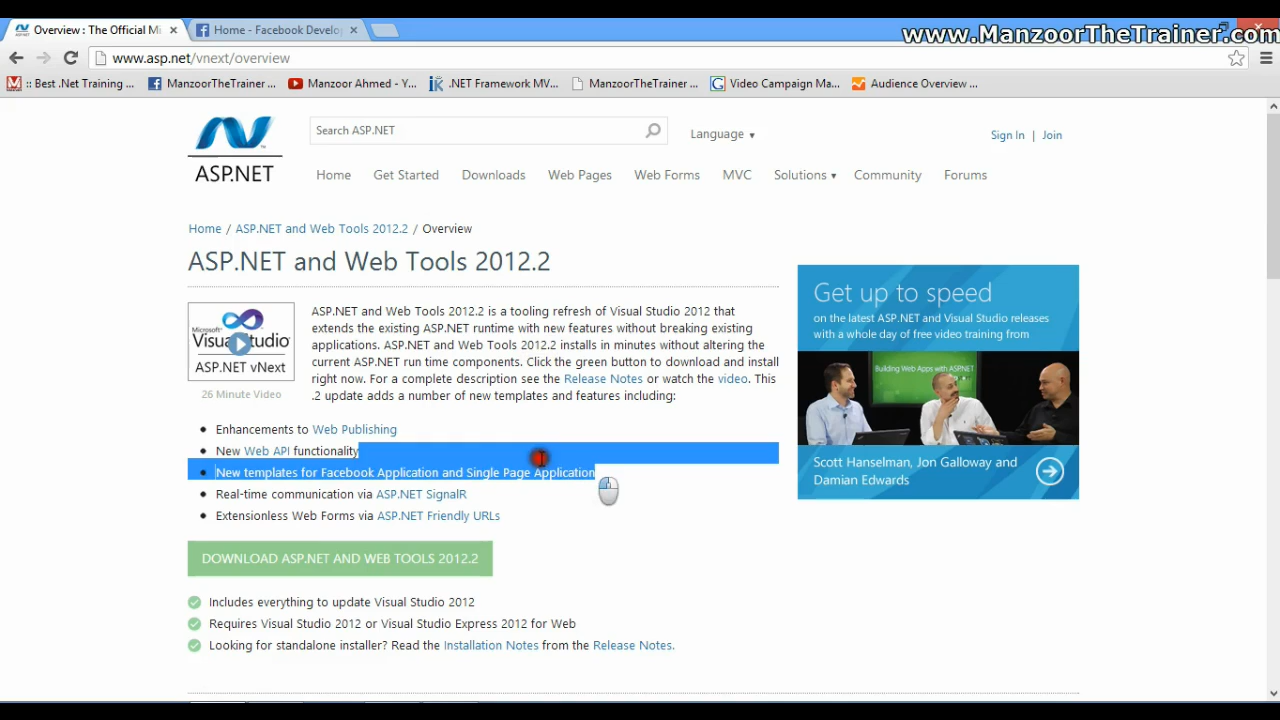 Overview : The Official Mi
Home - Facebook Develop
www.ManzoorTheTrainer.com
www.asp.net/vnext/overview
:: Best .Net Training ...
ManzoorTheTrainer ...
Manzoor Ahmed - Y...
.NET Framework MV...
ManzoorTheTrainer ...
Video Campaign Ma...
Audience Overview ...
ASP.NET
Search ASP.NET
Language
Sign In | Join
Home
Get Started
Downloads
Web Pages
Web Forms
MVC
Solutions
Community
Forums
Home / ASP.NET and Web Tools 2012.2 / Overview
ASP.NET and Web Tools 2012.2
Microsoft
Visual Studio
ASP.NET vNext
26 Minute Video
ASP.NET and Web Tools 2012.2 is a tooling refresh of Visual Studio 2012 that
extends the existing ASP.NET runtime with new features without breaking existing
applications. ASP.NET and Web Tools 2012.2 installs in minutes without altering the
current ASP.NET run time components. Click the green button to download and install
right now. For a complete description see the Release Notes or watch the video. This
.2 update adds a number of new templates and features including:
Enhancements to Web Publishing
New Web API functionality
New templates for Facebook Application and Single Page Application
Real-time communication via ASP.NET SignalR
Extensionless Web Forms via ASP.NET Friendly URLs
DOWNLOAD ASP.NET AND WEB TOOLS 2012.2
Includes everything to update Visual Studio 2012
Requires Visual Studio 2012 or Visual Studio Express 2012 for Web
Looking for standalone installer? Read the Installation Notes from the Release Notes.
Get up to speed
on the latest ASP.NET and Visual Studio releases
with a whole day of free video training from
Building Web Apps with ASP.NET
Scott Hanselman, Jon Galloway and
Damian Edwards